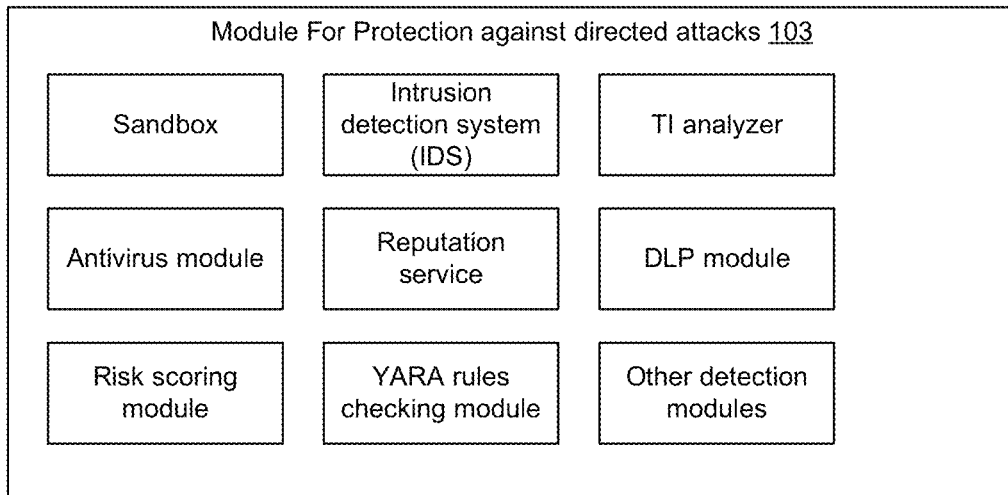 Module For Protection against directed attacks 103
Sandbox
Intrusion
detection system
(IDS)
TI analyzer
Antivirus module
Reputation
service
DLP module
Risk scoring
module
YARA rules
checking module
Other detection
modules